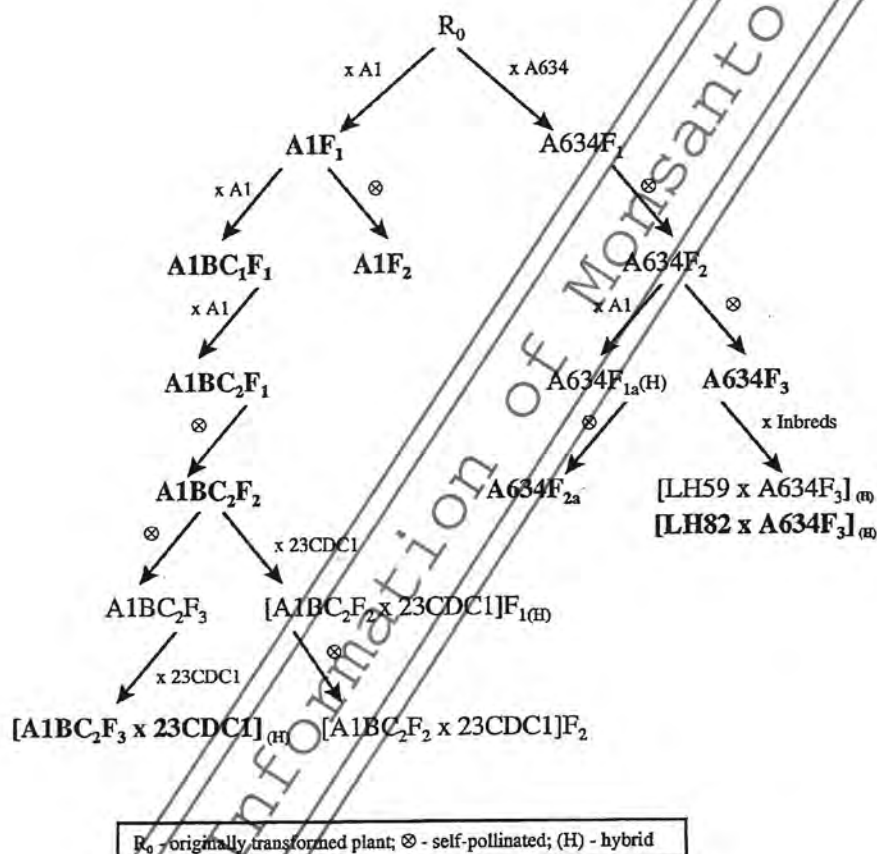 R₀
x A1
x A634
A1F₁
A634F₁
x A1
⊗
⊗
A1BC₁F₁
A1F₂
A634F₂
x A1
x A1
⊗
A1BC₂F₁
A634F₁ₐ(H)
A634F₃
⊗
⊗
x Inbreds
A1BC₂F₂
A634F₂ₐ
[LH59 x A634F₃](H)
[LH82 x A634F₃](H)
⊗
x 23CDC1
A1BC₂F₃
[A1BC₂F₂ x 23CDC1]F₁(H)
x 23CDC1
⊗
[A1BC₂F₃ x 23CDC1](H)
[A1BC₂F₂ x 23CDC1]F₂
R₀ - originally transformed plant; ⊗ - self-pollinated; (H) - hybrid
Information of Monsanto